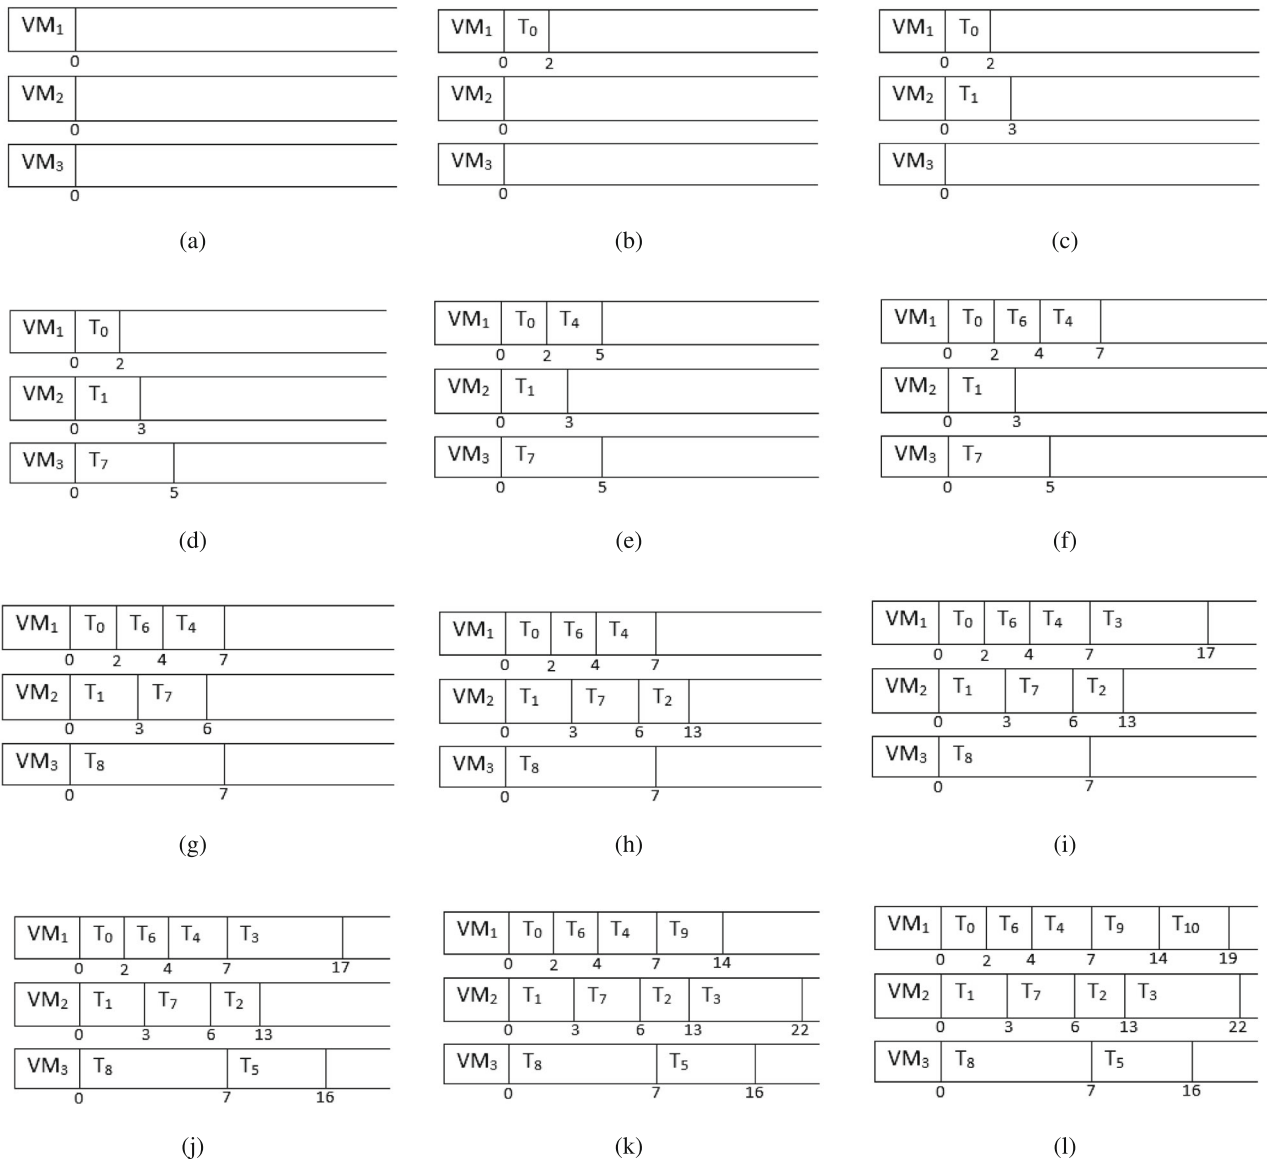 VM₁ VM₁ T₀ VM₁ T₀
0 0 2 0 2
VM₂ VM₂ VM₂ T₁
0 0 0 3
VM₃ VM₃ VM₃
0 0 0
(a) (b) (c)
VM₁ T₀ VM₁ T₀ T₄ VM₁ T₀ T₆ T₄
0 2 0 2 5 0 2 4 7
VM₂ T₁ VM₂ T₁ VM₂ T₁
0 3 0 3 0 3
VM₃ T₇ VM₃ T₇ VM₃ T₇
0 5 0 5 0 5
(d) (e) (f)
VM₁ T₀ T₆ T₄ VM₁ T₀ T₆ T₄ VM₁ T₀ T₆ T₄ T₃
0 2 4 7 0 2 4 7 0 2 4 7 17
VM₂ T₁ T₇ VM₂ T₁ T₇ T₂ VM₂ T₁ T₇ T₂
0 3 6 0 3 6 13 0 3 6 13
VM₃ T₈ VM₃ T₈ VM₃ T₈
0 7 0 7 0 7
(g) (h) (i)
VM₁ T₀ T₆ T₄ T₃ VM₁ T₀ T₆ T₄ T₉ VM₁ T₀ T₆ T₄ T₉ T₁₀
0 2 4 7 17 0 2 4 7 14 0 2 4 7 14 19
VM₂ T₁ T₇ T₂ VM₂ T₁ T₇ T₂ T₃ VM₂ T₁ T₇ T₂ T₃
0 3 6 13 0 3 6 13 22 0 3 6 13 22
VM₃ T₈ T₅ VM₃ T₈ T₅ VM₃ T₈ T₅
0 7 16 0 7 16 0 7 16
(j) (k) (l)